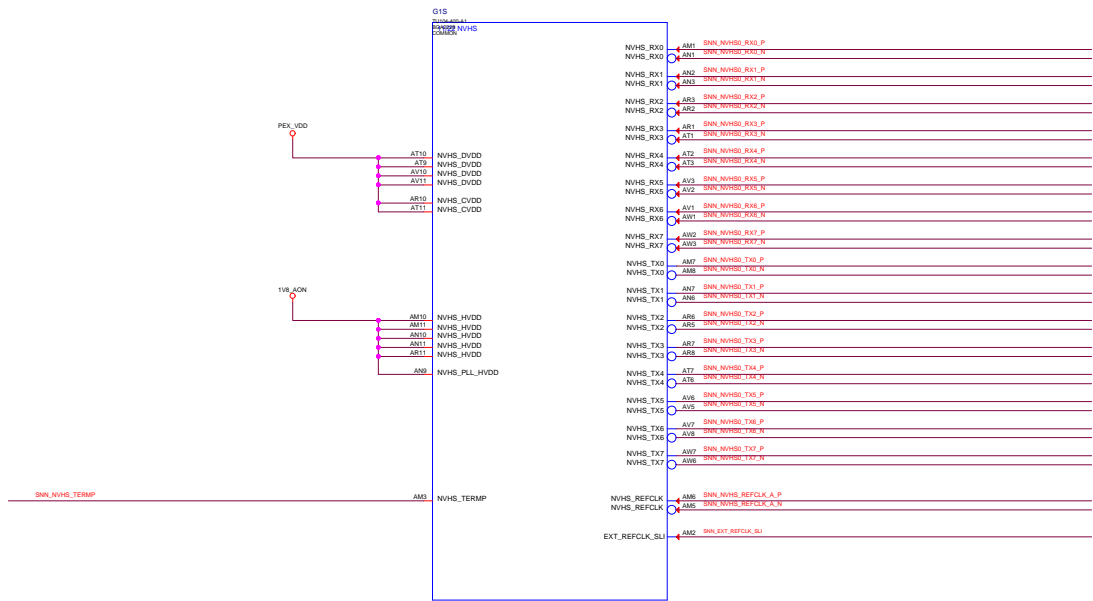 G1S
COMMON
NVHS
PEX_VDD
AT10 NVHS_DVDD
AT9 NVHS_DVDD
AV10 NVHS_DVDD
AV11 NVHS_DVDD
AR10 NVHS_CVDD
AT11 NVHS_CVDD
1V8_AON
AM10 NVHS_HVDD
AM11 NVHS_HVDD
AN10 NVHS_HVDD
AN11 NVHS_HVDD
AR11 NVHS_HVDD
AN9 NVHS_PLL_HVDD
SNN_NVHS_TERMP AM3 NVHS_TERMP
NVHS_RX0 AM1 SNN_NVHS0_RX0_P
NVHS_RX0 AN1 SNN_NVHS0_RX0_N
NVHS_RX1 AN2 SNN_NVHS0_RX1_P
NVHS_RX1 AN3 SNN_NVHS0_RX1_N
NVHS_RX2 AR3 SNN_NVHS0_RX2_P
NVHS_RX2 AR2 SNN_NVHS0_RX2_N
NVHS_RX3 AR1 SNN_NVHS0_RX3_P
NVHS_RX3 AT1 SNN_NVHS0_RX3_N
NVHS_RX4 AT2 SNN_NVHS0_RX4_P
NVHS_RX4 AT3 SNN_NVHS0_RX4_N
NVHS_RX5 AV3 SNN_NVHS0_RX5_P
NVHS_RX5 AV2 SNN_NVHS0_RX5_N
NVHS_RX6 AV1 SNN_NVHS0_RX6_P
NVHS_RX6 AW1 SNN_NVHS0_RX6_N
NVHS_RX7 AW2 SNN_NVHS0_RX7_P
NVHS_RX7 AW3 SNN_NVHS0_RX7_N
NVHS_TX0 AM7 SNN_NVHS0_TX0_P
NVHS_TX0 AM8 SNN_NVHS0_TX0_N
NVHS_TX1 AN7 SNN_NVHS0_TX1_P
NVHS_TX1 AN6 SNN_NVHS0_TX1_N
NVHS_TX2 AR6 SNN_NVHS0_TX2_P
NVHS_TX2 AR5 SNN_NVHS0_TX2_N
NVHS_TX3 AR7 SNN_NVHS0_TX3_P
NVHS_TX3 AR8 SNN_NVHS0_TX3_N
NVHS_TX4 AT7 SNN_NVHS0_TX4_P
NVHS_TX4 AT6 SNN_NVHS0_TX4_N
NVHS_TX5 AV6 SNN_NVHS0_TX5_P
NVHS_TX5 AV5 SNN_NVHS0_TX5_N
NVHS_TX6 AV7 SNN_NVHS0_TX6_P
NVHS_TX6 AV8 SNN_NVHS0_TX6_N
NVHS_TX7 AW7 SNN_NVHS0_TX7_P
NVHS_TX7 AW6 SNN_NVHS0_TX7_N
NVHS_REFCLK AM6 SNN_NVHS_REFCLK_A_P
NVHS_REFCLK AM5 SNN_NVHS_REFCLK_A_N
EXT_REFCLK_SLI AM2 SNN_EXT_REFCLK_SLI